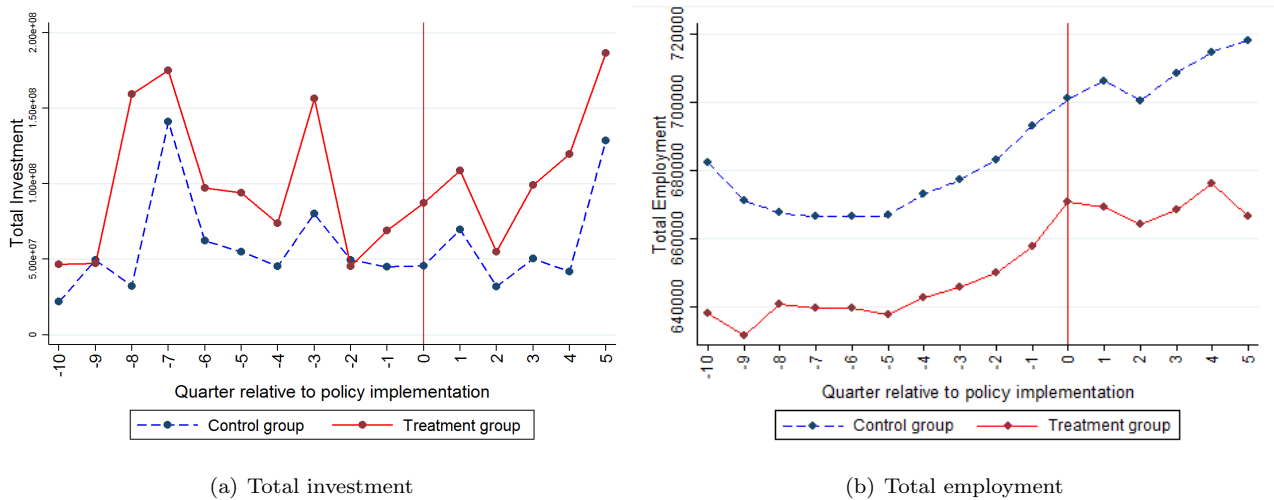 Total Investment
2.00e+08
1.50e+08
1.00e+08
5.00e+07
0
-10 -9 -8 -7 -6 -5 -4 -3 -2 -1 0 1 2 3 4 5
Quarter relative to policy implementation
Control group Treatment group
(a) Total investment
Total Employment
720000
700000
680000
660000
640000
-10 -9 -8 -7 -6 -5 -4 -3 -2 -1 0 1 2 3 4 5
Quarter relative to policy implementation
Control group Treatment group
(b) Total employment